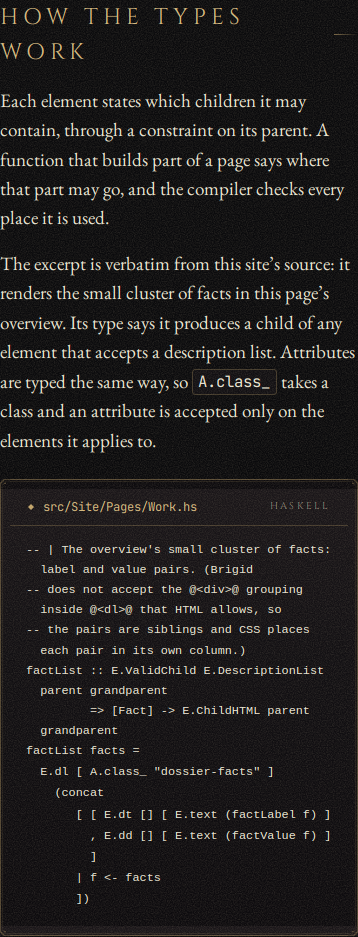 HOW THE TYPES
WORK
Each element states which children it may
contain, through a constraint on its parent. A
function that builds part of a page says where
that part may go, and the compiler checks every
place it is used.
The excerpt is verbatim from this site’s source: it
renders the small cluster of facts in this page’s
overview. Its type says it produces a child of any
element that accepts a description list. Attributes
are typed the same way, so A.class_ takes a
class and an attribute is accepted only on the
elements it applies to.
◆ src/Site/Pages/Work.hs HASKELL
-- | The overview's small cluster of facts:
label and value pairs. (Brigid
-- does not accept the @<div>@ grouping
inside @<dl>@ that HTML allows, so
-- the pairs are siblings and CSS places
each pair in its own column.)
factList :: E.ValidChild E.DescriptionList
parent grandparent
=> [Fact] -> E.ChildHTML parent
grandparent
factList facts =
E.dl [ A.class_ "dossier-facts" ]
(concat
[ [ E.dt [] [ E.text (factLabel f) ]
, E.dd [] [ E.text (factValue f) ]
]
| f <- facts
])